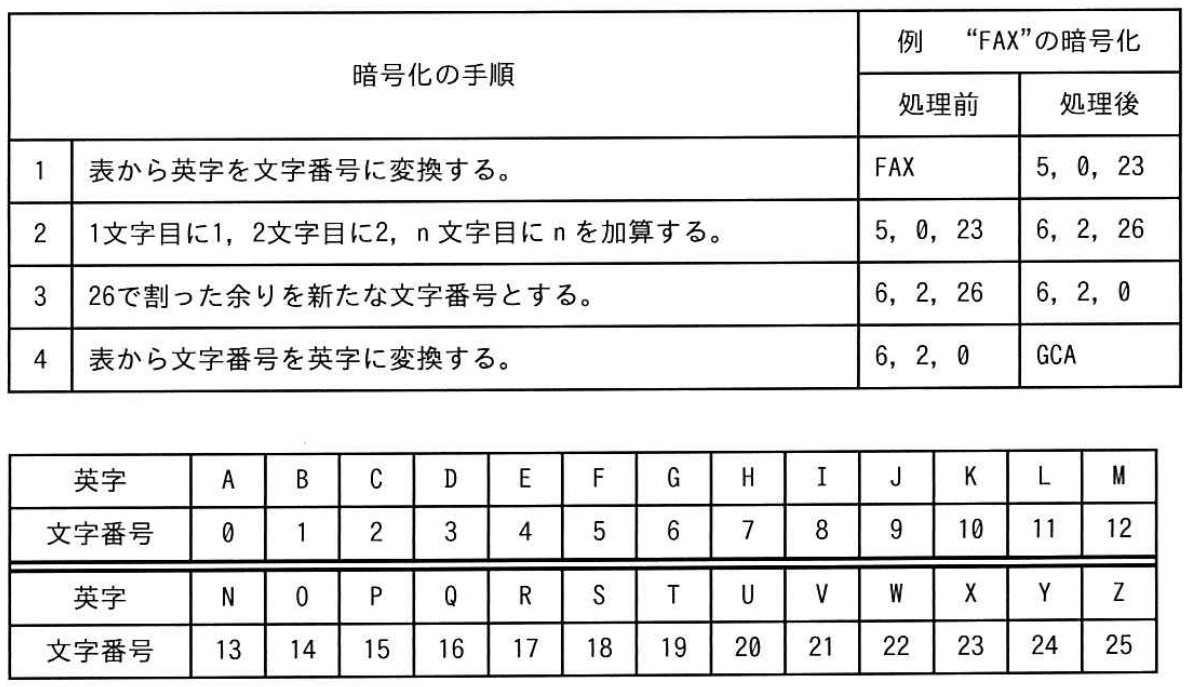 暗号化の手順 例 “FAX”の暗号化
処理前 処理後
1 表から英字を文字番号に変換する。 FAX 5, 0, 23
2 1文字目に1, 2文字目に2, n 文字目に n を加算する。 5, 0, 23 6, 2, 26
3 26で割った余りを新たな文字番号とする。 6, 2, 26 6, 2, 0
4 表から文字番号を英字に変換する。 6, 2, 0 GCA
英字 A B C D E F G H I J K L M
文字番号 0 1 2 3 4 5 6 7 8 9 10 11 12
英字 N O P Q R S T U V W X Y Z
文字番号 13 14 15 16 17 18 19 20 21 22 23 24 25